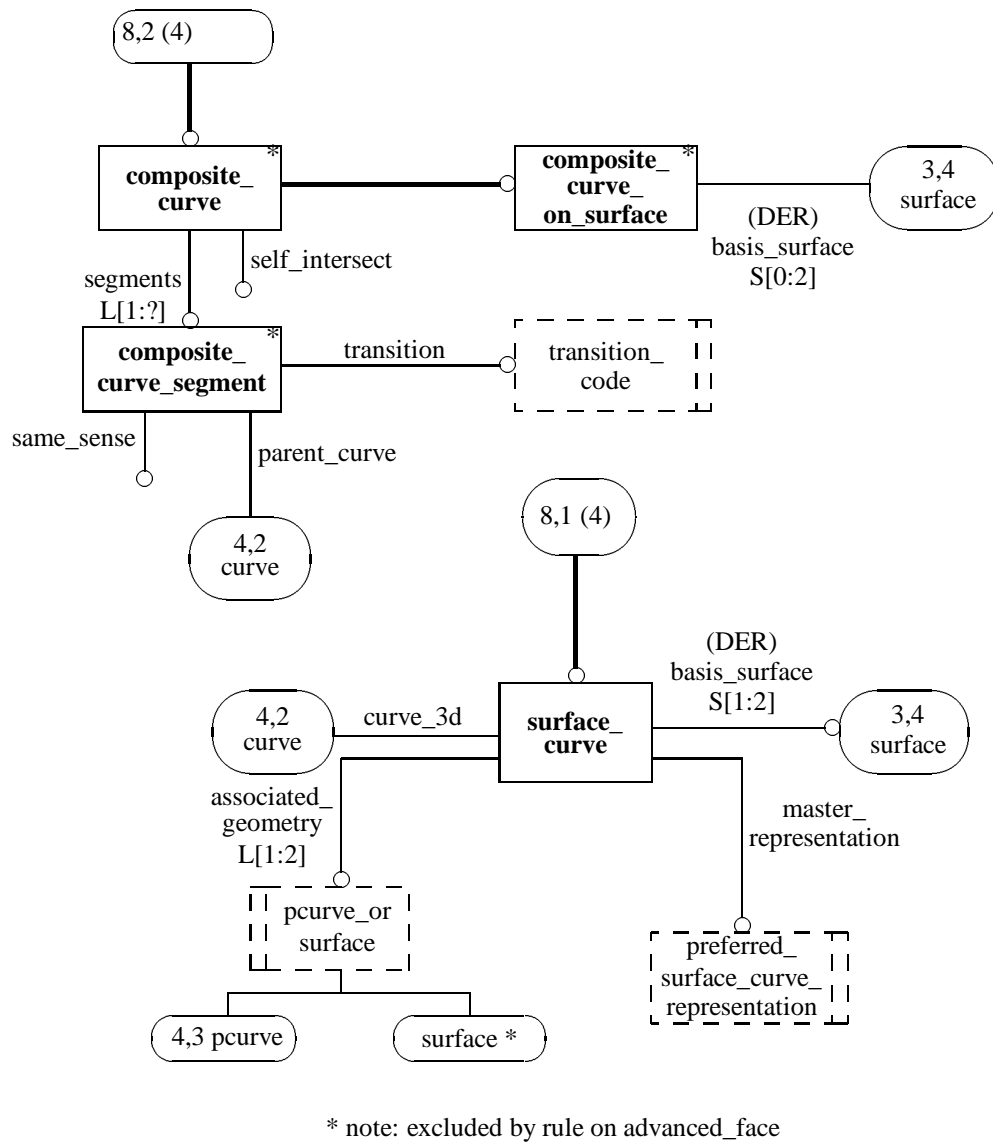 8,2 (4)
*
composite_
curve
*
composite_
curve_
on_surface
3,4
surface
(DER)
basis_surface
S[0:2]
self_intersect
segments
L[1:?]
*
composite_
curve_segment
transition
transition_
code
same_sense
parent_curve
4,2
curve
8,1 (4)
(DER)
basis_surface
S[1:2]
4,2
curve
curve_3d
surface_
curve
3,4
surface
associated_
geometry
L[1:2]
master_
representation
pcurve_or
surface
preferred_
surface_curve_
representation
4,3 pcurve
surface *
* note: excluded by rule on advanced_face